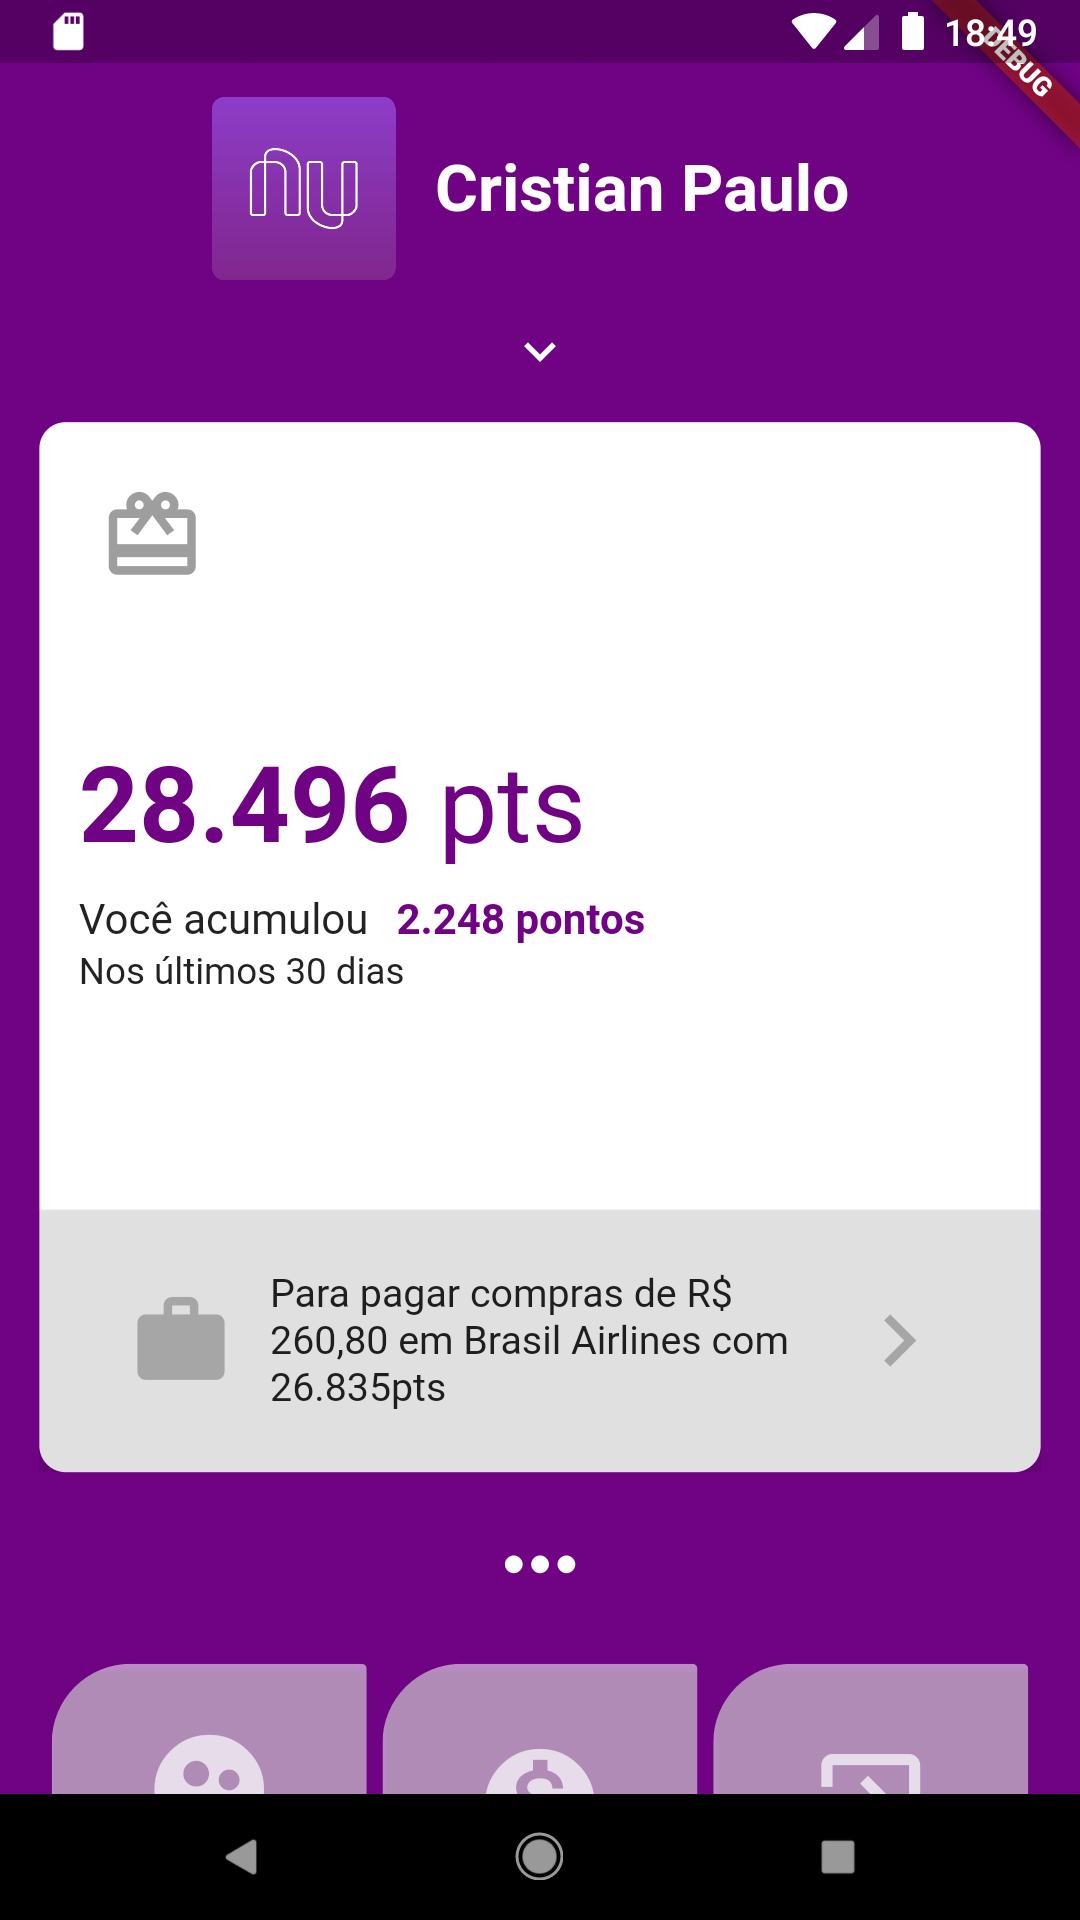 18:49
DEBUG
nu
Cristian Paulo
28.496 pts
Você acumulou 2.248 pontos
Nos últimos 30 dias
Para pagar compras de R$
260,80 em Brasil Airlines com
26.835pts